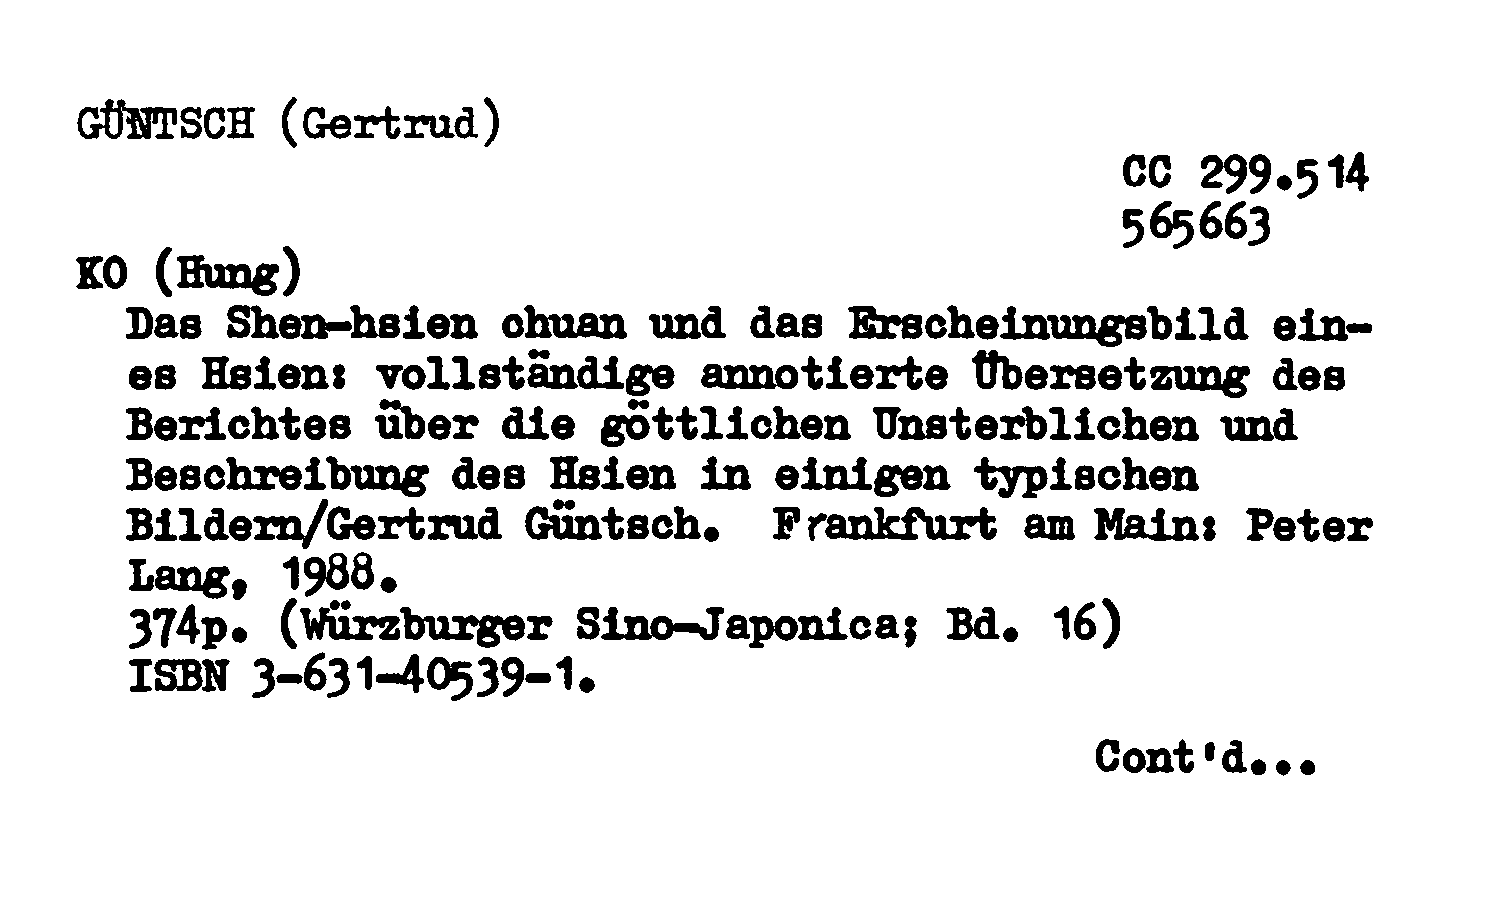 GÜNTSCH (Gertrud)
CC 299.514
565663
KO (Hung)
Das Shen-hsien chuan und das Erscheinungsbild ein-
es Hsien: vollständige annotierte Übersetzung des
Berichtes über die göttlichen Unsterblichen und
Beschreibung des Hsien in einigen typischen
Bildern/Gertrud Güntsch. Frankfurt am Main: Peter
Lang, 1988.
374p. (Würzburger Sino-Japonica; Bd. 16)
ISBN 3-631-40539-1.
Cont'd...